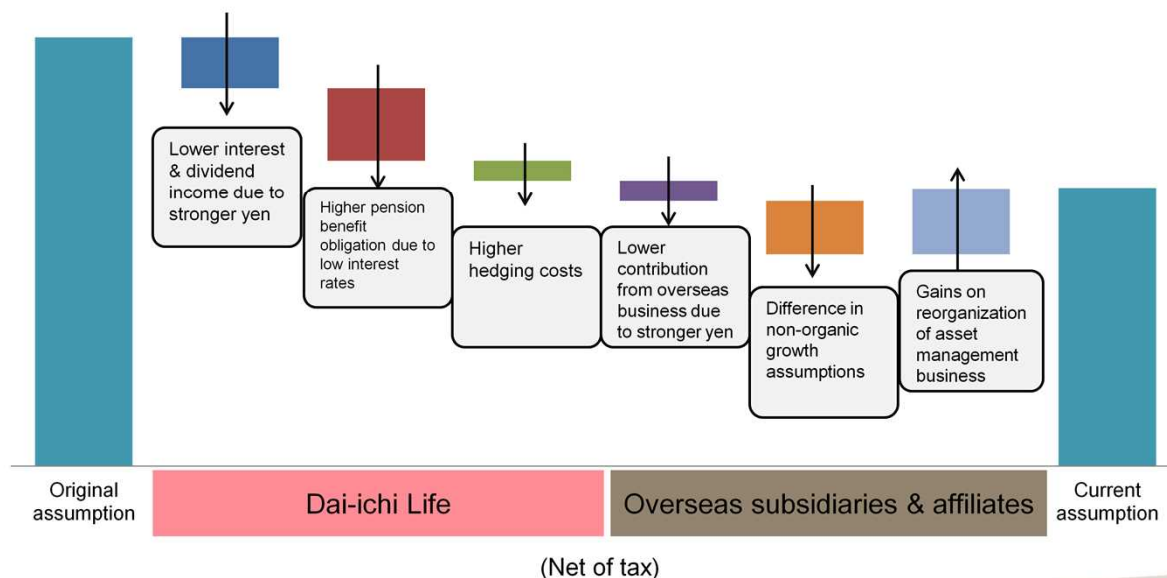 Lower interest
& dividend
income due to
stronger yen
Higher pension
benefit
obligation due to
low interest
rates
Higher
hedging costs
Lower
contribution
from overseas
business due
to stronger yen
Difference in
non-organic
growth
assumptions
Gains on
reorganization
of asset
management
business
Original
assumption
Dai-ichi Life
Overseas subsidiaries & affiliates
Current
assumption
(Net of tax)